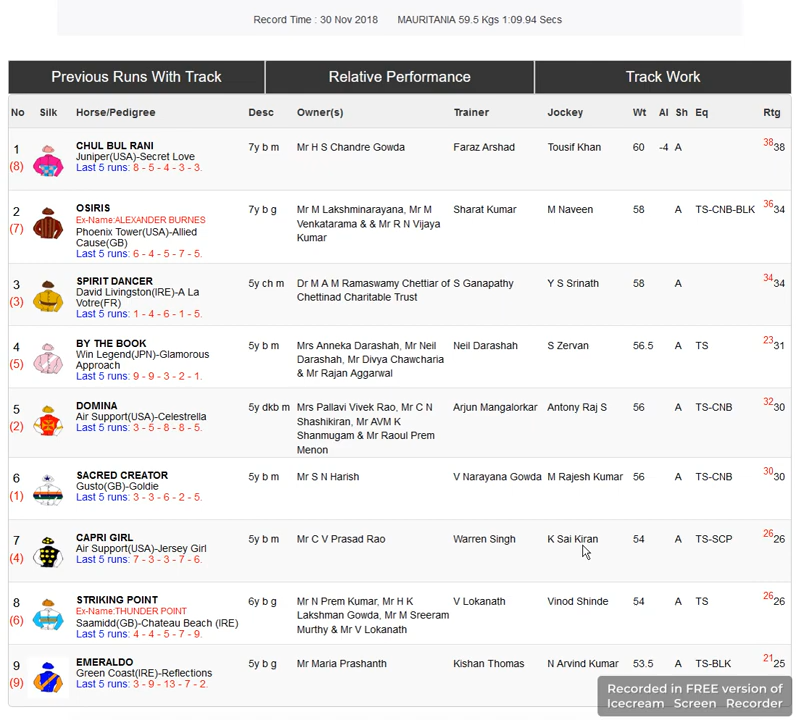 Record Time : 30 Nov 2018 MAURITANIA 59.5 Kgs 1:09.94 Secs
Previous Runs With Track Relative Performance Track Work
No Silk Horse/Pedigree Desc Owner(s) Trainer Jockey Wt Al Sh Eq Rtg
1 CHUL BUL RANI 7y b m Mr H S Chandre Gowda Faraz Arshad Tousif Khan 60 -4 A 38 38
(8) Juniper(USA)-Secret Love
Last 5 runs: 8 - 5 - 4 - 3 - 3.
2 OSIRIS 7y b g Mr M Lakshminarayana, Mr M Sharat Kumar M Naveen 58 A TS-CNB-BLK 36 34
(7) Ex-Name:ALEXANDER BURNES Venkatarama & & Mr R N Vijaya
Phoenix Tower(USA)-Allied Kumar
Cause(GB)
Last 5 runs: 6 - 4 - 5 - 7 - 5.
3 SPIRIT DANCER 5y ch m Dr M A M Ramaswamy Chettiar of S Ganapathy Y S Srinath 58 A 34 34
(3) David Livingston(IRE)-A La Chettinad Charitable Trust
Votre(FR)
Last 5 runs: 1 - 4 - 6 - 1 - 5.
4 BY THE BOOK 5y b m Mrs Anneka Darashah, Mr Neil Neil Darashah S Zervan 56.5 A TS 23 31
(5) Win Legend(JPN)-Glamorous Darashah, Mr Divya Chawcharia
Approach & Mr Rajan Aggarwal
Last 5 runs: 9 - 9 - 3 - 2 - 1.
5 DOMINA 5y dkb m Mrs Pallavi Vivek Rao, Mr C N Arjun Mangalorkar Antony Raj S 56 A TS-CNB 32 30
(2) Air Support(USA)-Celestrella Shashikiran, Mr AVM K
Last 5 runs: 3 - 5 - 8 - 8 - 5. Shanmugam & Mr Raoul Prem
Menon
6 SACRED CREATOR 5y b m Mr S N Harish V Narayana Gowda M Rajesh Kumar 56 A TS-CNB 30 30
(1) Gusto(GB)-Goldie
Last 5 runs: 3 - 3 - 6 - 2 - 5.
7 CAPRI GIRL 5y b m Mr C V Prasad Rao Warren Singh K Sai Kiran 54 A TS-SCP 26 26
(4) Air Support(USA)-Jersey Girl
Last 5 runs: 7 - 3 - 3 - 7 - 6.
8 STRIKING POINT 6y b g Mr N Prem Kumar, Mr H K V Lokanath Vinod Shinde 54 A TS 26 26
(6) Ex-Name:THUNDER POINT Lakshman Gowda, Mr M Sreeram
Saamidd(GB)-Chateau Beach (IRE) Murthy & Mr V Lokanath
Last 5 runs: 4 - 4 - 5 - 7 - 9.
9 EMERALDO 5y b g Mr Maria Prashanth Kishan Thomas N Arvind Kumar 53.5 A TS-BLK 21 25
(9) Green Coast(IRE)-Reflections
Last 5 runs: 3 - 9 - 13 - 7 - 2.
Recorded in FREE version of
Icecream Screen Recorder